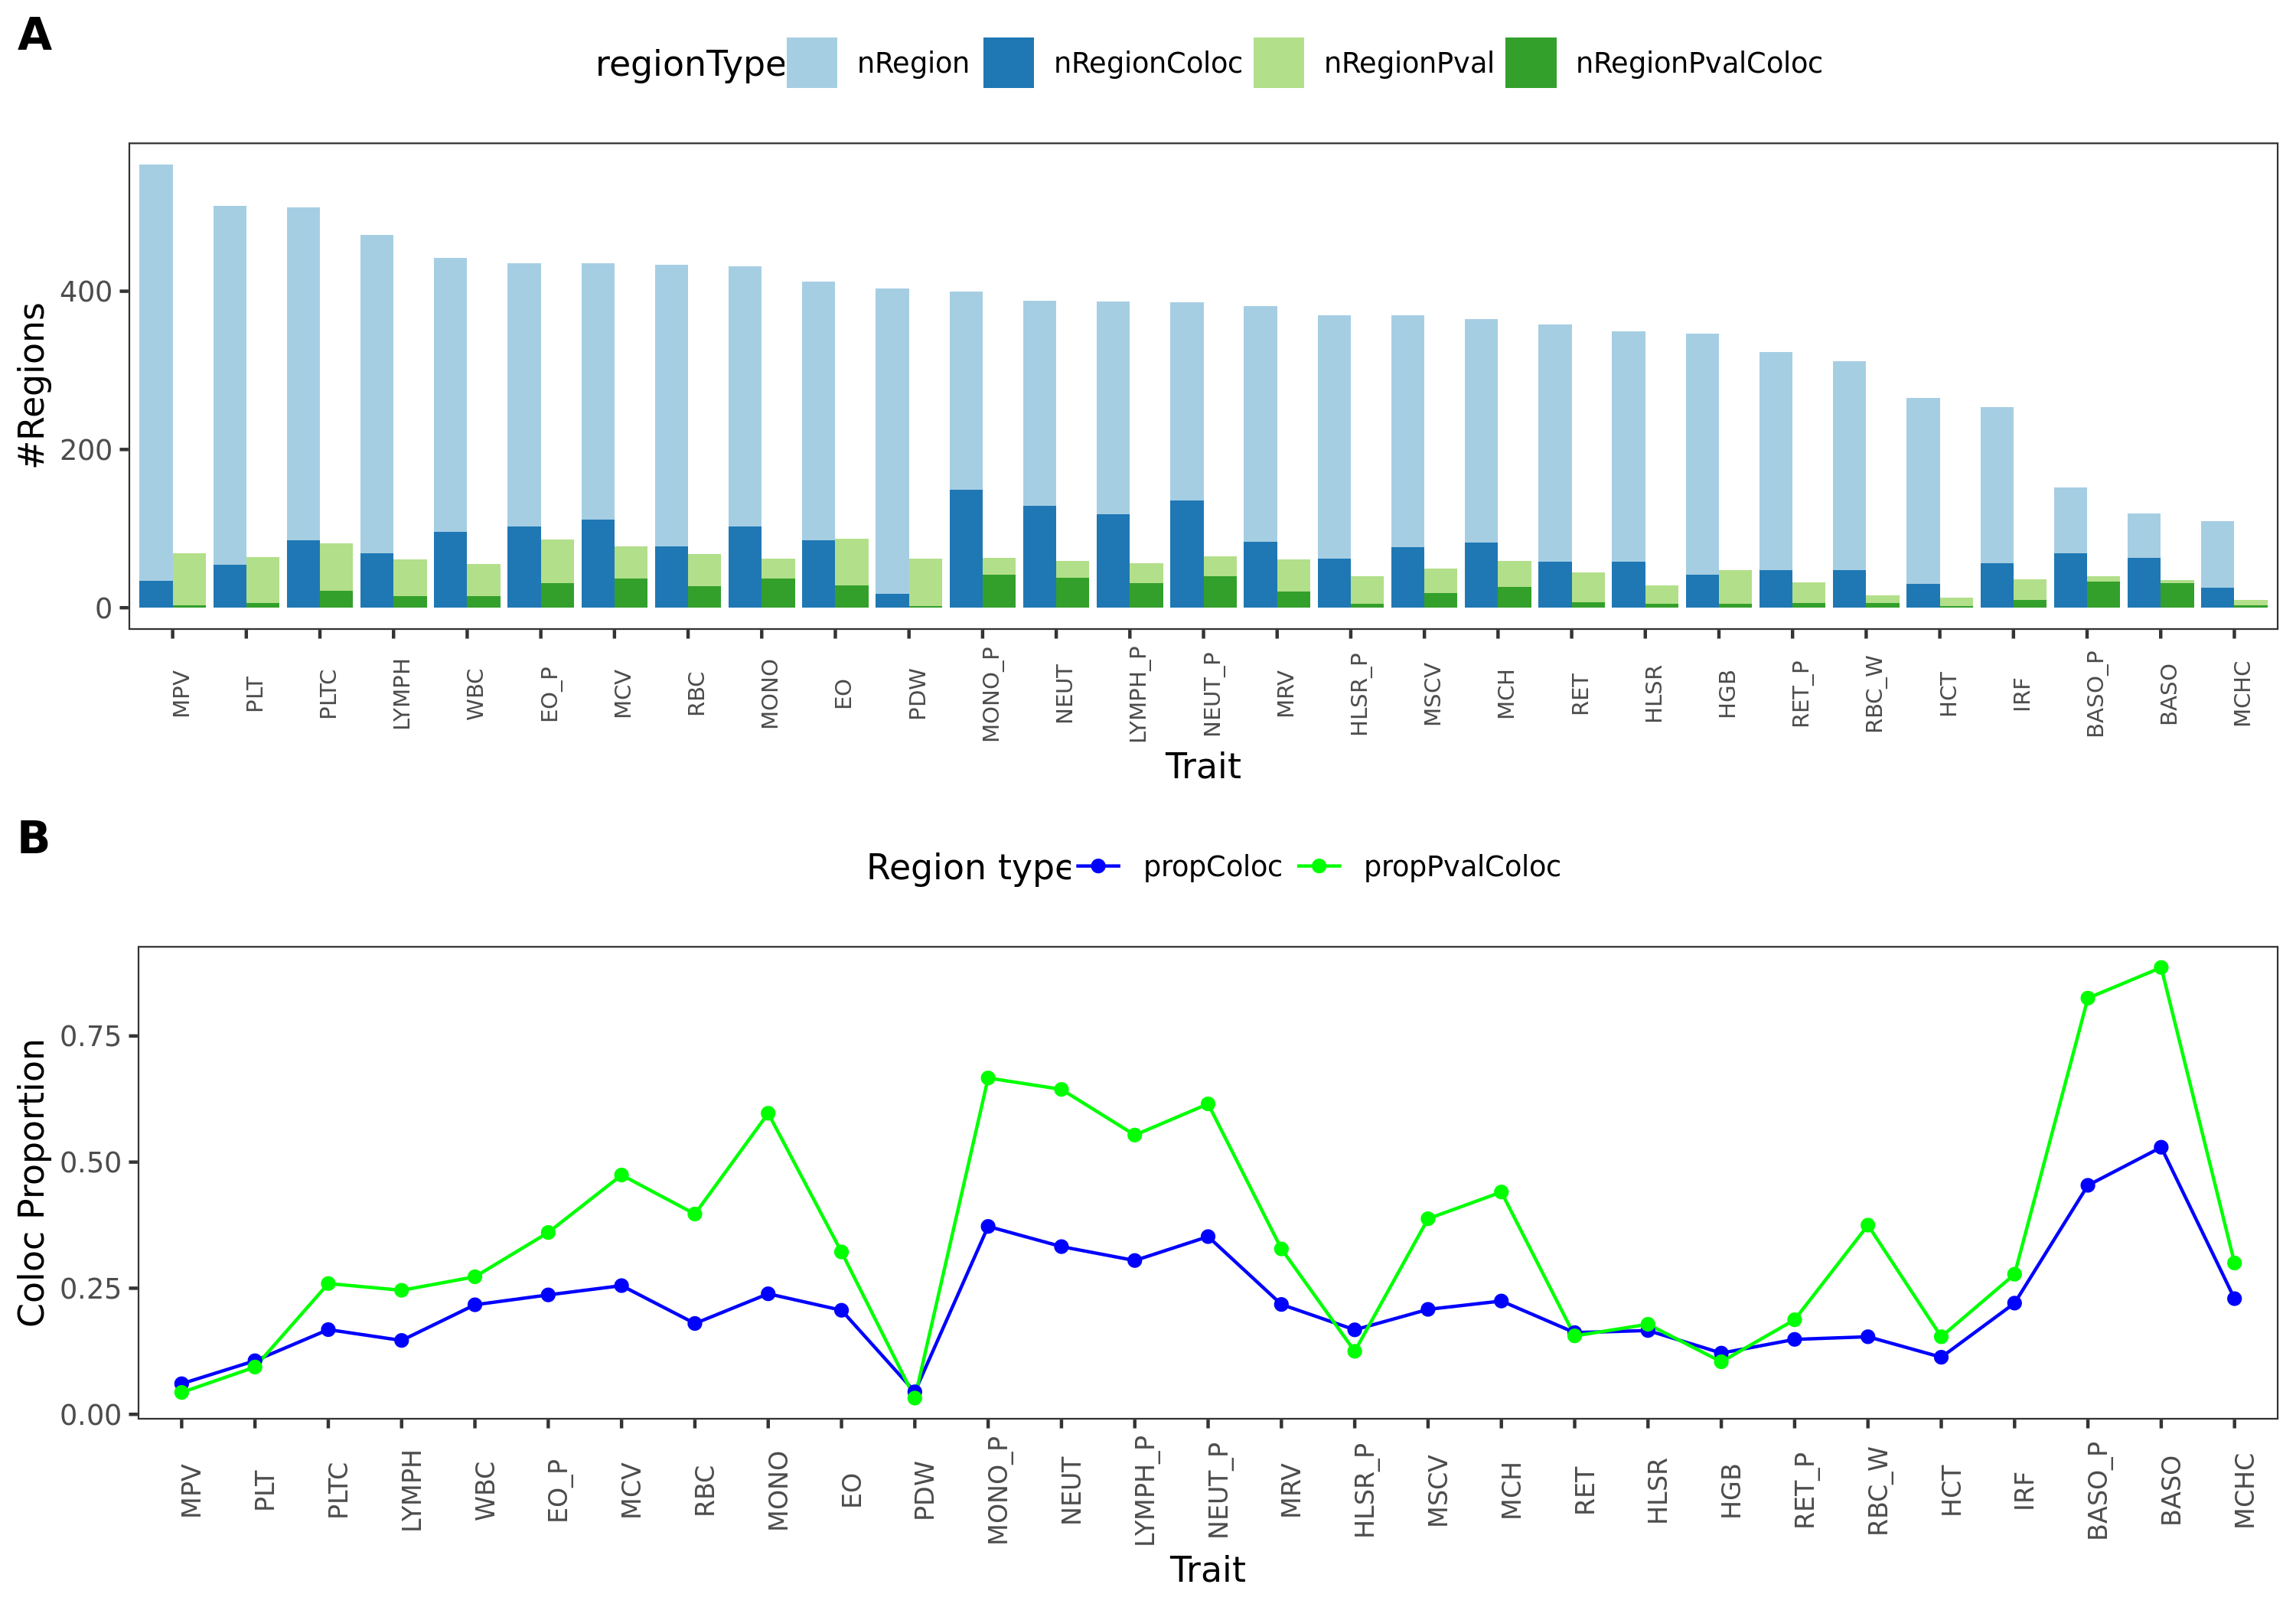 A
regionType nRegion nRegionColoc nRegionPval nRegionPvalColoc
#Regions
400
200
0
MPV PLT PLTC LYMPH WBC EO_P MCV RBC MONO EO PDW MONO_P NEUT LYMPH_P NEUT_P MRV HLSR_P MSCV MCH RET HLSR HGB RET_P RBC_W HCT IRF BASO_P BASO MCHC
Trait
B
Region type propColoc propPvalColoc
Coloc Proportion
0.75
0.50
0.25
0.00
MPV PLT PLTC LYMPH WBC EO_P MCV RBC MONO EO PDW MONO_P NEUT LYMPH_P NEUT_P MRV HLSR_P MSCV MCH RET HLSR HGB RET_P RBC_W HCT IRF BASO_P BASO MCHC
Trait